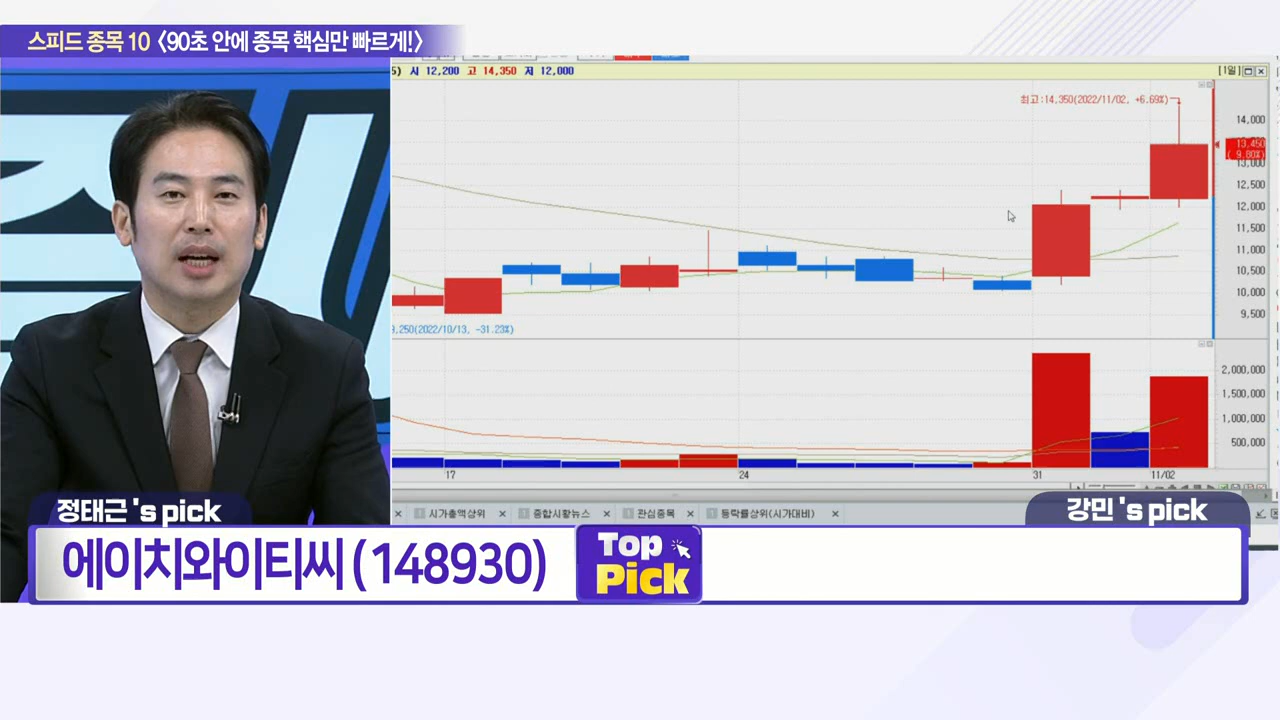 스피드 종목 10 〈90초 안에 종목 핵심만 빠르게!〉
5) 시 12,200 고 14,350 저 12,000
[1일]
최고:14,350(2022/11/02, +6.69%)
14,000
13,450
( 9.80%)
13,000
12,500
12,000
11,500
11,000
10,500
10,000
9,500
9,250(2022/10/13, -31.23%)
2,000,000
1,500,000
1,000,000
500,000
17
24
31
11/02
시가총액상위
종합시황뉴스
관심종목
등락률상위(시가대비)
정태근 's pick
강민 's pick
에이치와이티씨 (148930)
Top
Pick